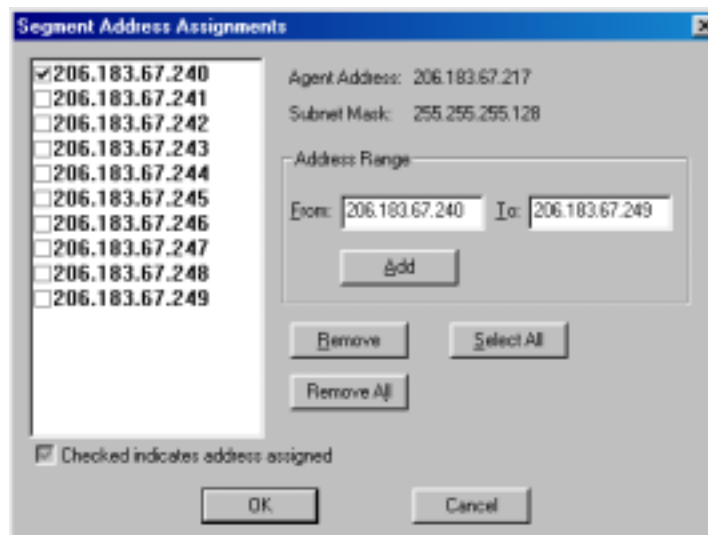 Segment Address Assignments
206.183.67.240
206.183.67.241
206.183.67.242
206.183.67.243
206.183.67.244
206.183.67.245
206.183.67.246
206.183.67.247
206.183.67.248
206.183.67.249
Agent Address: 206.183.67.217
Subnet Mask: 255.255.255.128
Address Range
From: 206.183.67.240 To: 206.183.67.249
Add
Remove Select All
Remove All
Checked indicates address assigned
OK Cancel